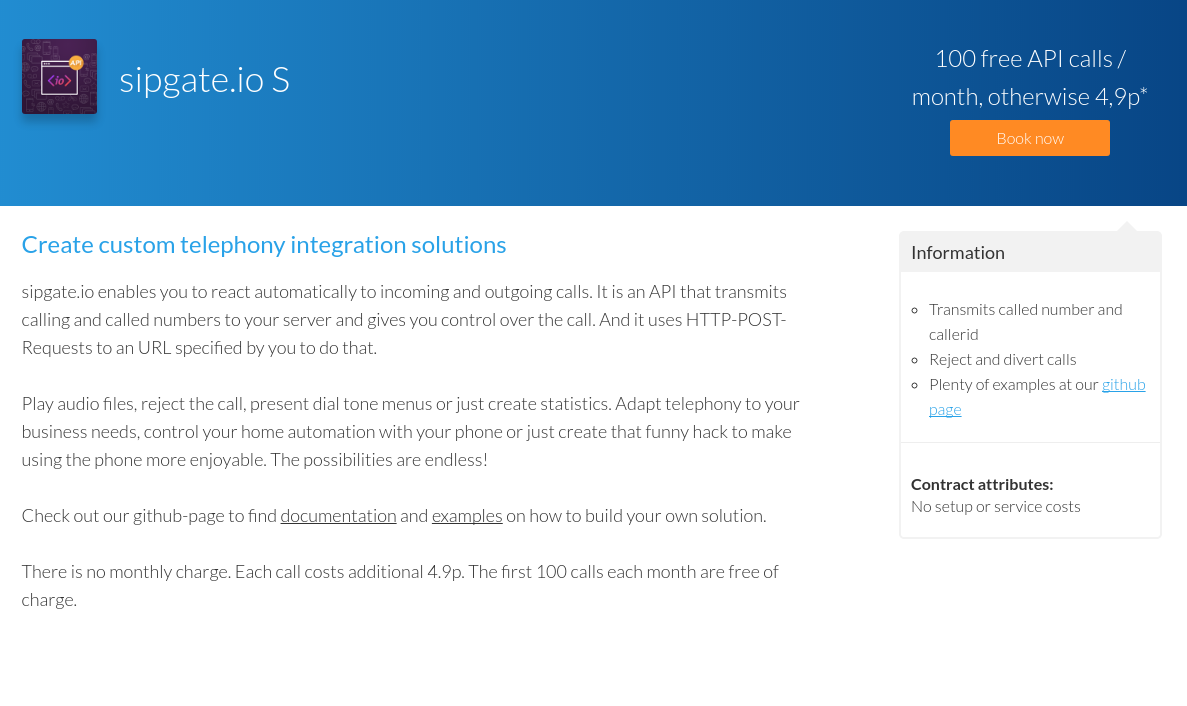 API
<io>
sipgate.io S
100 free API calls /
month, otherwise 4,9p*
Book now
Create custom telephony integration solutions
sipgate.io enables you to react automatically to incoming and outgoing calls. It is an API that transmits
calling and called numbers to your server and gives you control over the call. And it uses HTTP-POST-
Requests to an URL specified by you to do that.
Play audio files, reject the call, present dial tone menus or just create statistics. Adapt telephony to your
business needs, control your home automation with your phone or just create that funny hack to make
using the phone more enjoyable. The possibilities are endless!
Check out our github-page to find documentation and examples on how to build your own solution.
There is no monthly charge. Each call costs additional 4.9p. The first 100 calls each month are free of
charge.
Information
Transmits called number and
callerid
Reject and divert calls
Plenty of examples at our github
page
Contract attributes:
No setup or service costs